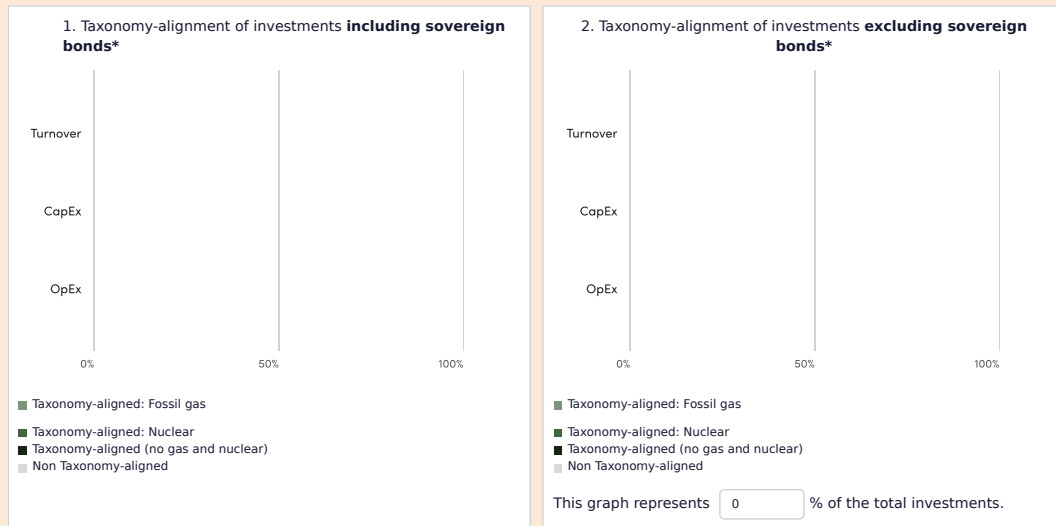 1. Taxonomy-alignment of investments including sovereign
bonds*
Turnover
CapEx
OpEx
0% 50% 100%
Taxonomy-aligned: Fossil gas
Taxonomy-aligned: Nuclear
Taxonomy-aligned (no gas and nuclear)
Non Taxonomy-aligned
2. Taxonomy-alignment of investments excluding sovereign
bonds*
Turnover
CapEx
OpEx
0% 50% 100%
Taxonomy-aligned: Fossil gas
Taxonomy-aligned: Nuclear
Taxonomy-aligned (no gas and nuclear)
Non Taxonomy-aligned
This graph represents 0 % of the total investments.